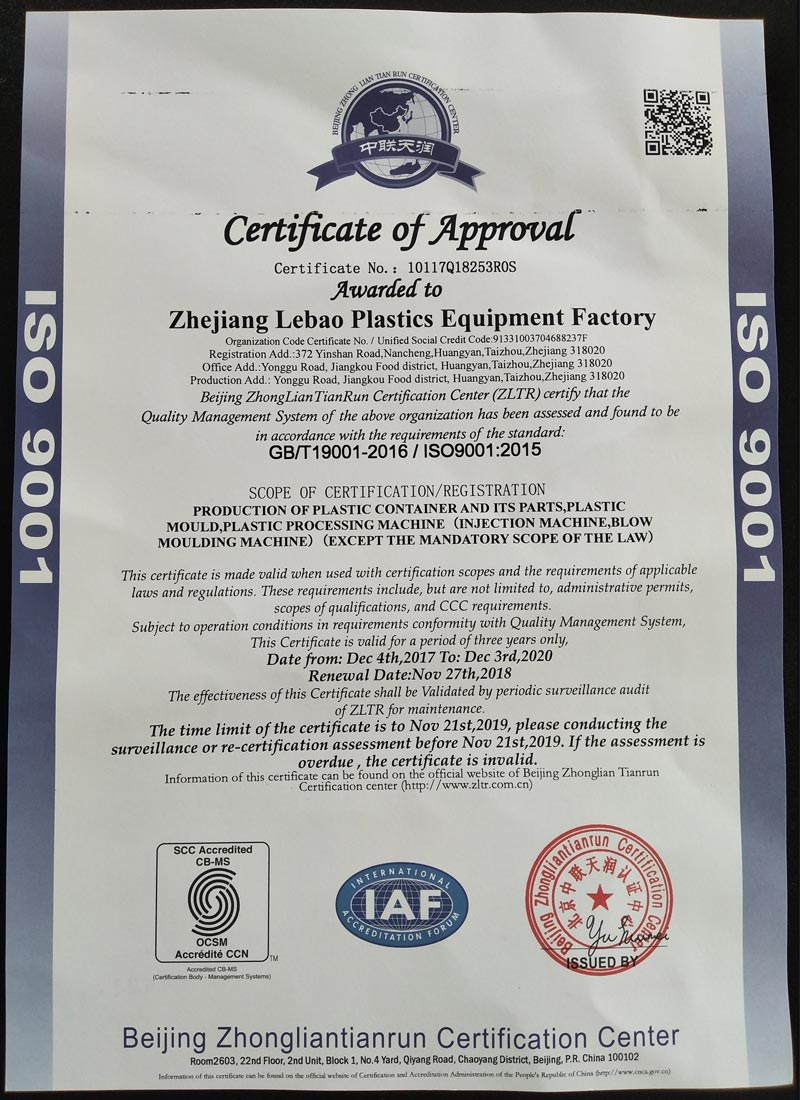 BEIJING ZHONG LIAN TIAN RUN CERTIFICATION CENTER
中联天润
Certificate of Approval
Certificate No.: 10117Q18253R0S
Awarded to
Zhejiang Lebao Plastics Equipment Factory
Organization Code Certificate No. / Unified Social Credit Code:91331003704688237F
Registration Add.:372 Yinshan Road,Nancheng,Huangyan,Taizhou,Zhejiang 318020
Office Add.:Yonggu Road, Jiangkou Food district, Huangyan,Taizhou,Zhejiang 318020
Production Add.: Yonggu Road, Jiangkou Food district, Huangyan,Taizhou,Zhejiang 318020
Beijing ZhongLianTianRun Certification Center (ZLTR) certify that the
Quality Management System of the above organization has been assessed and found to be
in accordance with the requirements of the standard:
GB/T19001-2016 / ISO9001:2015
ISO 9001
ISO 9001
SCOPE OF CERTIFICATION/REGISTRATION
PRODUCTION OF PLASTIC CONTAINER AND ITS PARTS,PLASTIC
MOULD,PLASTIC PROCESSING MACHINE（INJECTION MACHINE,BLOW
MOULDING MACHINE）（EXCEPT THE MANDATORY SCOPE OF THE LAW）
This certificate is made valid when used with certification scopes and the requirements of applicable
laws and regulations. These requirements include, but are not limited to, administrative permits,
scopes of qualifications, and CCC requirements.
Subject to operation conditions in requirements conformity with Quality Management System,
This Certificate is valid for a period of three years only,
Date from: Dec 4th,2017 To: Dec 3rd,2020
Renewal Date:Nov 27th,2018
The effectiveness of this Certificate shall be Validated by periodic surveillance audit
of ZLTR for maintenance.
The time limit of the certificate is to Nov 21st,2019, please conducting the
surveillance or re-certification assessment before Nov 21st,2019. If the assessment is
overdue , the certificate is invalid.
Information of this certificate can be found on the official website of Beijing Zhonglian Tianrun
Certification center (http://www.zltr.com.cn)
SCC Accredited
CB-MS
OCSM
Accrédité CCN
TM
Accredited CB-MS
(Certification Body - Management Systems)
INTERNATIONAL
IAF
ACCREDITATION FORUM
Beijing Zhongliantianrun Certification Center
北京中联天润认证中心
ISSUED BY
Beijing Zhongliantianrun Certification Center
Room2603, 22nd Floor, 2nd Unit, Block 1, No.4 Yard, Qiyang Road, Chaoyang District, Beijing, P.R. China 100102
Information of this certificate can be found on the official website of Certification and Accreditation Administration of the People's Republic of China (http://www.cnca.gov.cn)